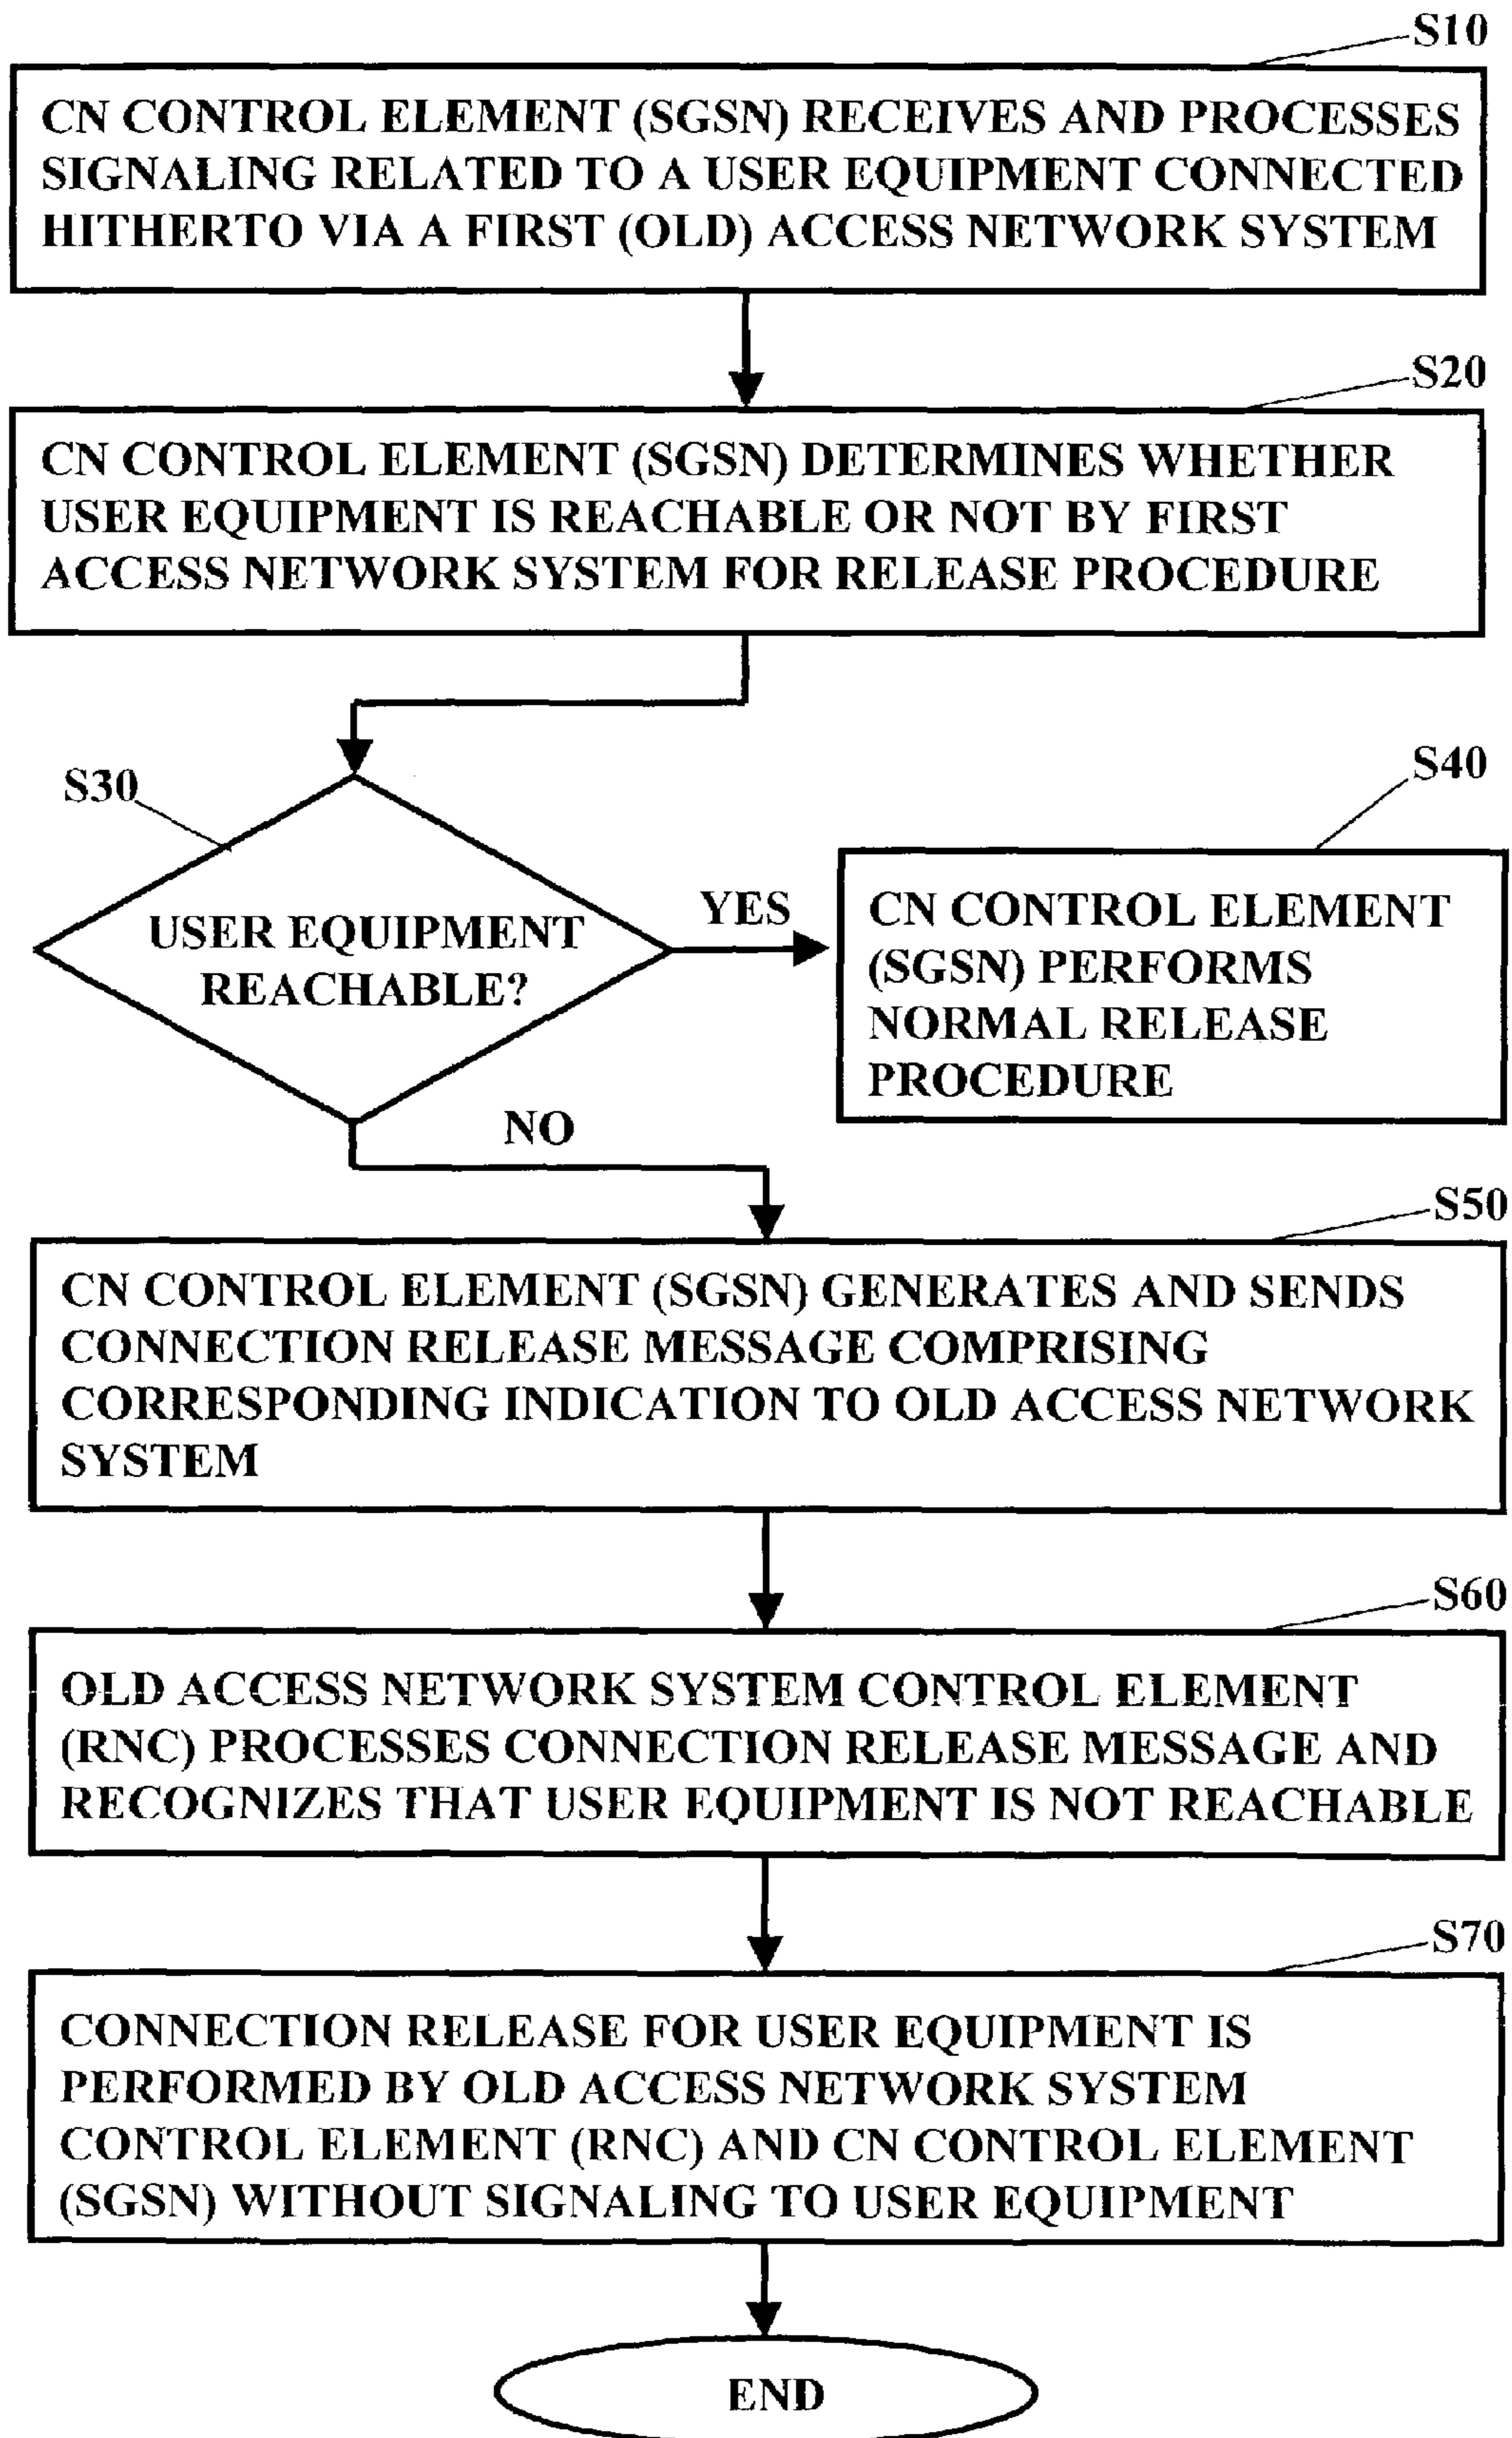 S10
CN CONTROL ELEMENT (SGSN) RECEIVES AND PROCESSES
SIGNALING RELATED TO A USER EQUIPMENT CONNECTED
HITHERTO VIA A FIRST (OLD) ACCESS NETWORK SYSTEM
S20
CN CONTROL ELEMENT (SGSN) DETERMINES WHETHER
USER EQUIPMENT IS REACHABLE OR NOT BY FIRST
ACCESS NETWORK SYSTEM FOR RELEASE PROCEDURE
S30
USER EQUIPMENT
REACHABLE?
YES
S40
CN CONTROL ELEMENT
(SGSN) PERFORMS
NORMAL RELEASE
PROCEDURE
NO
S50
CN CONTROL ELEMENT (SGSN) GENERATES AND SENDS
CONNECTION RELEASE MESSAGE COMPRISING
CORRESPONDING INDICATION TO OLD ACCESS NETWORK
SYSTEM
S60
OLD ACCESS NETWORK SYSTEM CONTROL ELEMENT
(RNC) PROCESSES CONNECTION RELEASE MESSAGE AND
RECOGNIZES THAT USER EQUIPMENT IS NOT REACHABLE
S70
CONNECTION RELEASE FOR USER EQUIPMENT IS
PERFORMED BY OLD ACCESS NETWORK SYSTEM
CONTROL ELEMENT (RNC) AND CN CONTROL ELEMENT
(SGSN) WITHOUT SIGNALING TO USER EQUIPMENT
END